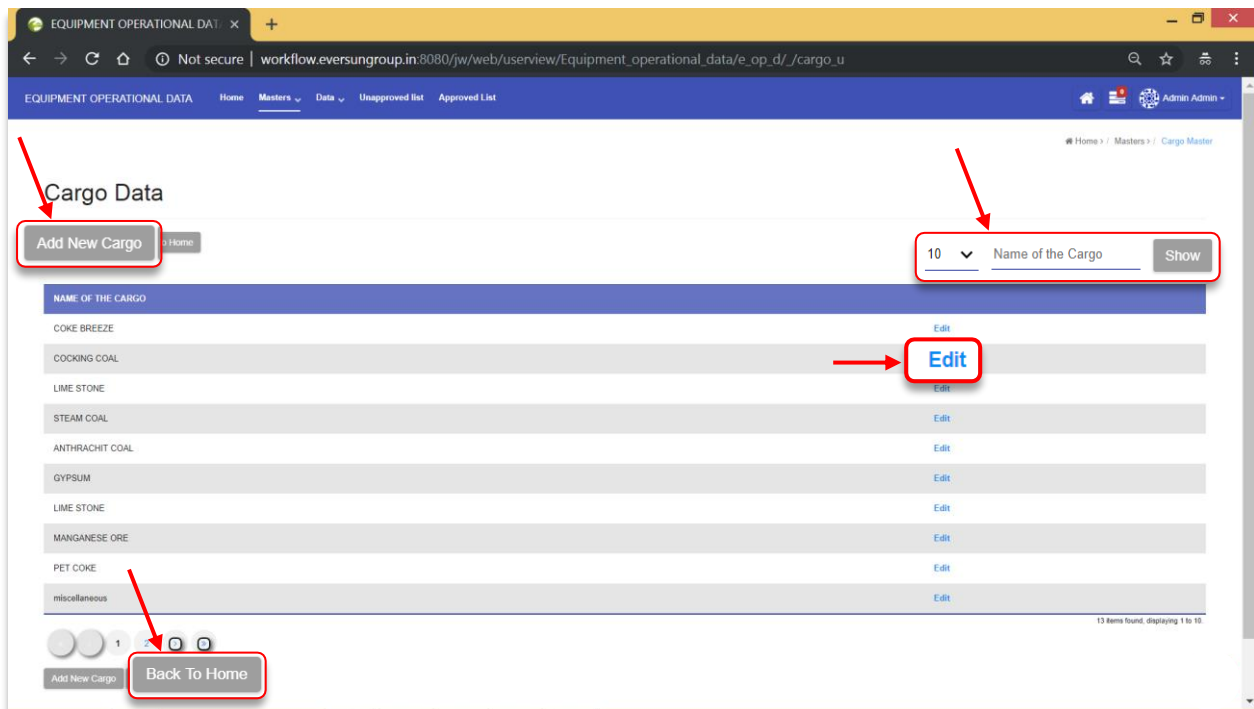 EQUIPMENT OPERATIONAL DAT
Not secure | workflow.eversungroup.in:8080/jw/web/userview/Equipment_operational_data/e_op_d/_/cargo_u
EQUIPMENT OPERATIONAL DATA Home Masters Data Unapproved list Approved List Admin Admin
Home > / Masters > / Cargo Master
Cargo Data
Add New Cargo Home
10 Name of the Cargo Show
NAME OF THE CARGO
COKE BREEZE Edit
COCKING COAL Edit
LIME STONE Edit
STEAM COAL Edit
ANTHRACHIT COAL Edit
GYPSUM Edit
LIME STONE Edit
MANGANESE ORE Edit
PET COKE Edit
miscellaneous Edit
13 items found, displaying 1 to 10.
1 2
Add New Cargo Back To Home